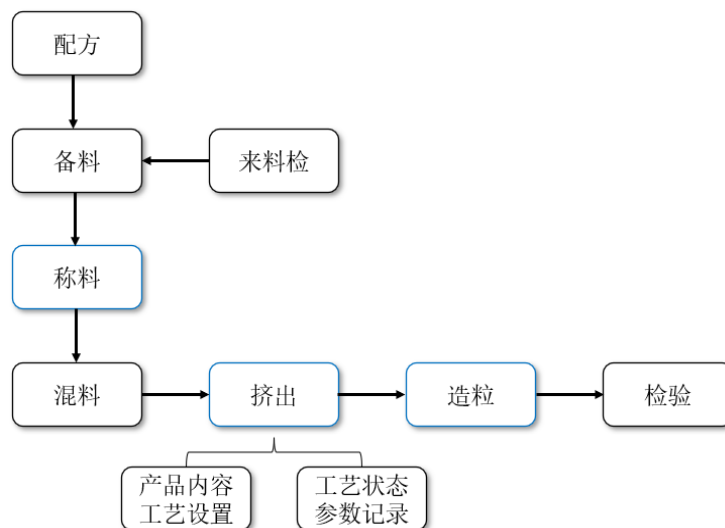 配方
备料
来料检
称料
混料
挤出
造粒
检验
产品内容
工艺设置
工艺状态
参数记录